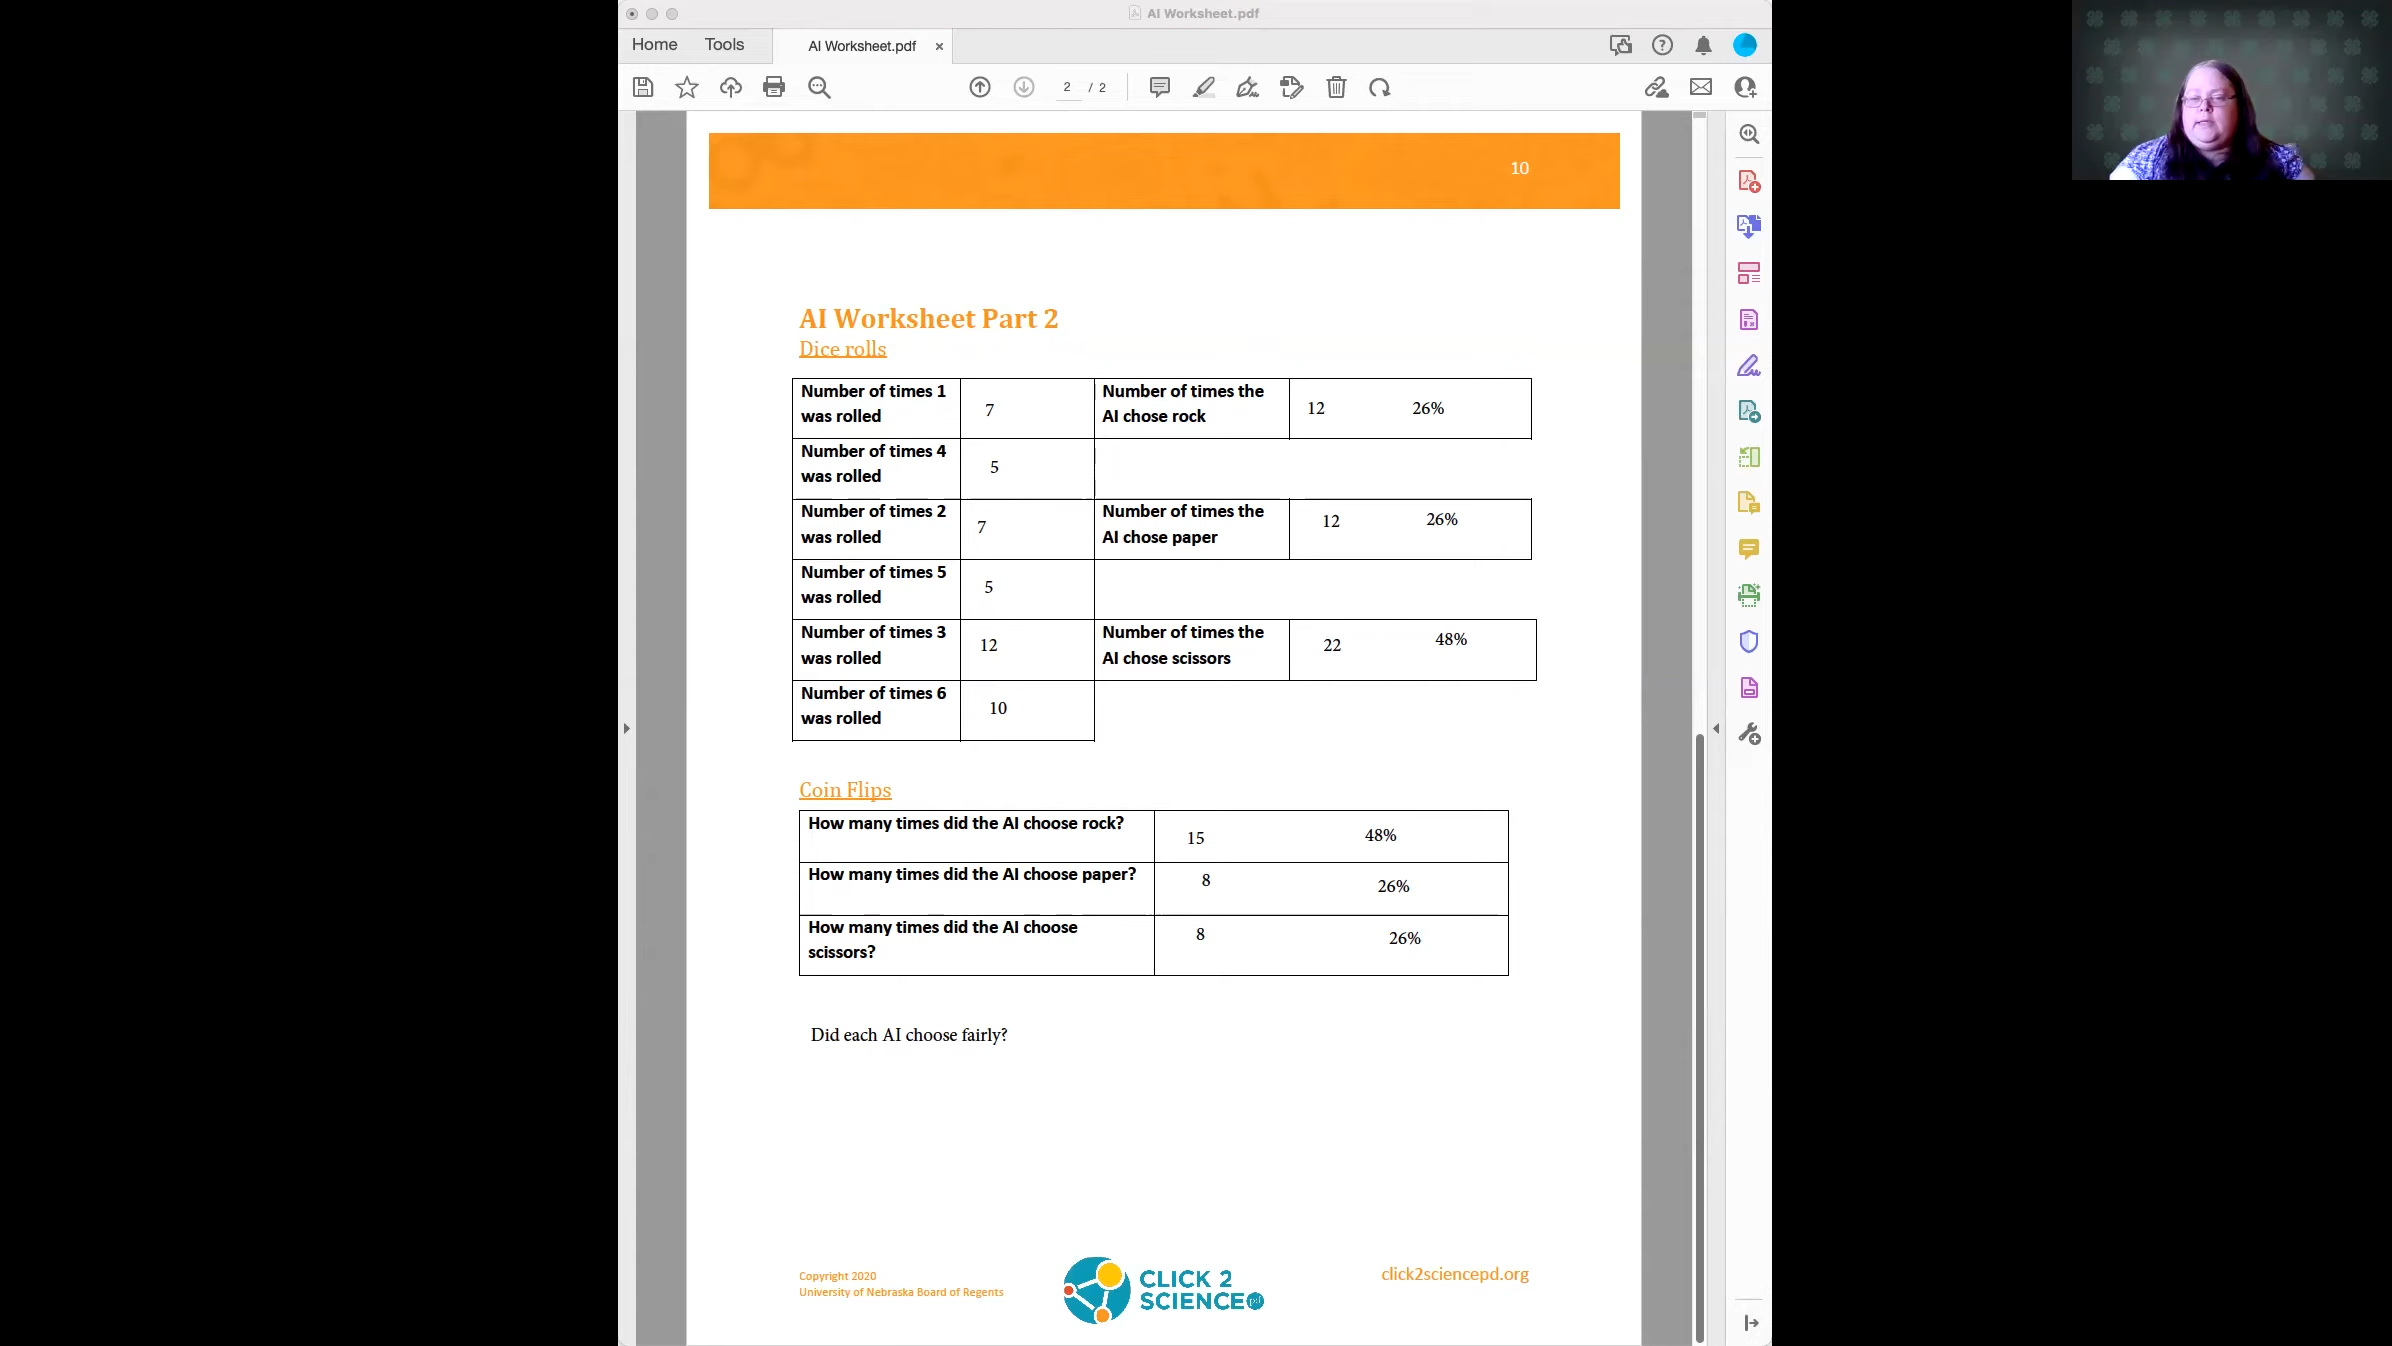 AI Worksheet.pdf
Home Tools AI Worksheet.pdf ×
2 / 2
10
AI Worksheet Part 2
Dice rolls
Number of times 1 was rolled
7
Number of times the AI chose rock
12 26%
Number of times 4 was rolled
5
Number of times 2 was rolled
7
Number of times the AI chose paper
12 26%
Number of times 5 was rolled
5
Number of times 3 was rolled
12
Number of times the AI chose scissors
22 48%
Number of times 6 was rolled
10
Coin Flips
How many times did the AI choose rock?
15 48%
How many times did the AI choose paper?
8 26%
How many times did the AI choose scissors?
8 26%
Did each AI choose fairly?
Copyright 2020
University of Nebraska Board of Regents
CLICK 2
SCIENCE pd
click2sciencepd.org